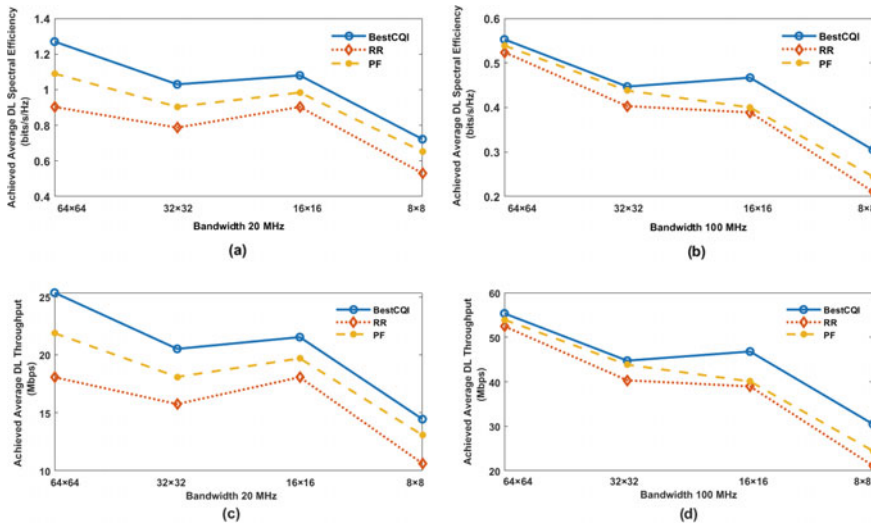 Achieved Average DL Spectral Efficiency
(bits/s/Hz)
1.4
1.2
1
0.8
0.6
0.4
BestCQI
RR
PF
64×64
32×32
16×16
8×8
Bandwidth 20 MHz
(a)
Achieved Average DL Spectral Efficiency
(bits/s/Hz)
0.6
0.5
0.4
0.3
0.2
BestCQI
RR
PF
64×64
32×32
16×16
8×8
Bandwidth 100 MHz
(b)
Achieved Average DL Throughput
(Mbps)
25
20
15
10
BestCQI
RR
PF
64×64
32×32
16×16
8×8
Bandwidth 20 MHz
(c)
Achieved Average DL Throughput
(Mbps)
60
50
40
30
20
BestCQI
RR
PF
64×64
32×32
16×16
8×8
Bandwidth 100 MHz
(d)